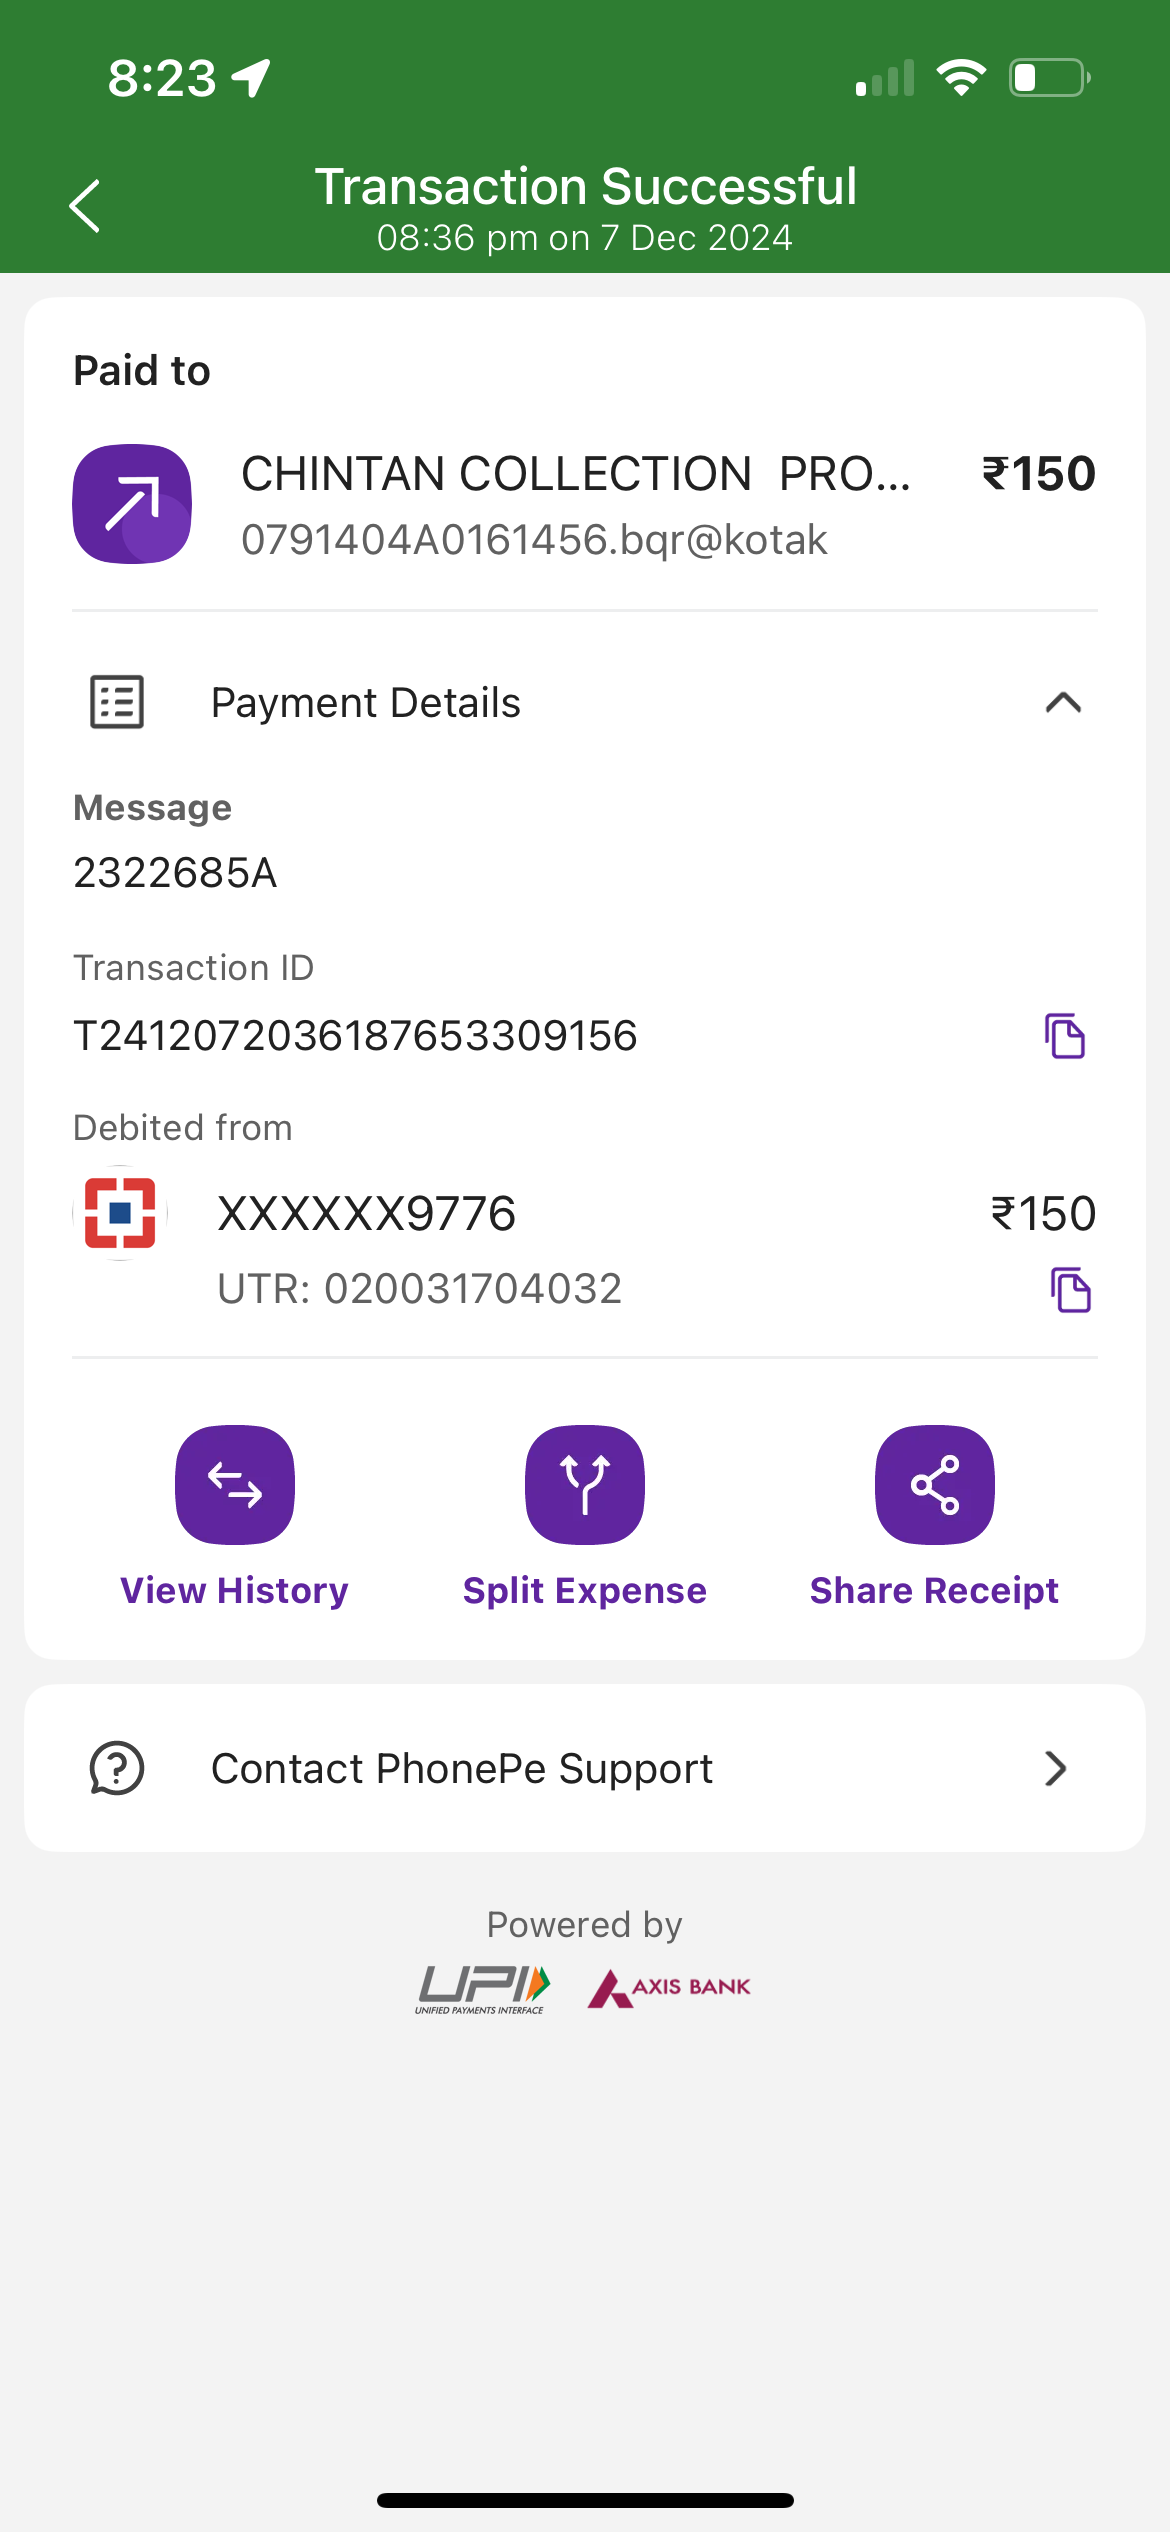 8:23
Transaction Successful
08:36 pm on 7 Dec 2024
Paid to
CHINTAN COLLECTION PRO... ₹150
0791404A0161456.bqr@kotak
Payment Details
Message
2322685A
Transaction ID
T2412072036187653309156
Debited from
XXXXXX9776 ₹150
UTR: 020031704032
View History Split Expense Share Receipt
Contact PhonePe Support
Powered by
UPI AXIS BANK
UNIFIED PAYMENTS INTERFACE